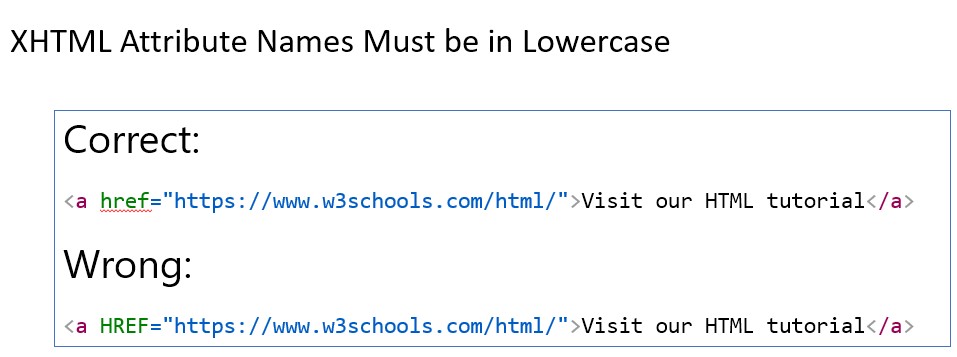 XHTML Attribute Names Must be in Lowercase
Correct:
<a href="https://www.w3schools.com/html/">Visit our HTML tutorial</a>
Wrong:
<a HREF="https://www.w3schools.com/html/">Visit our HTML tutorial</a>